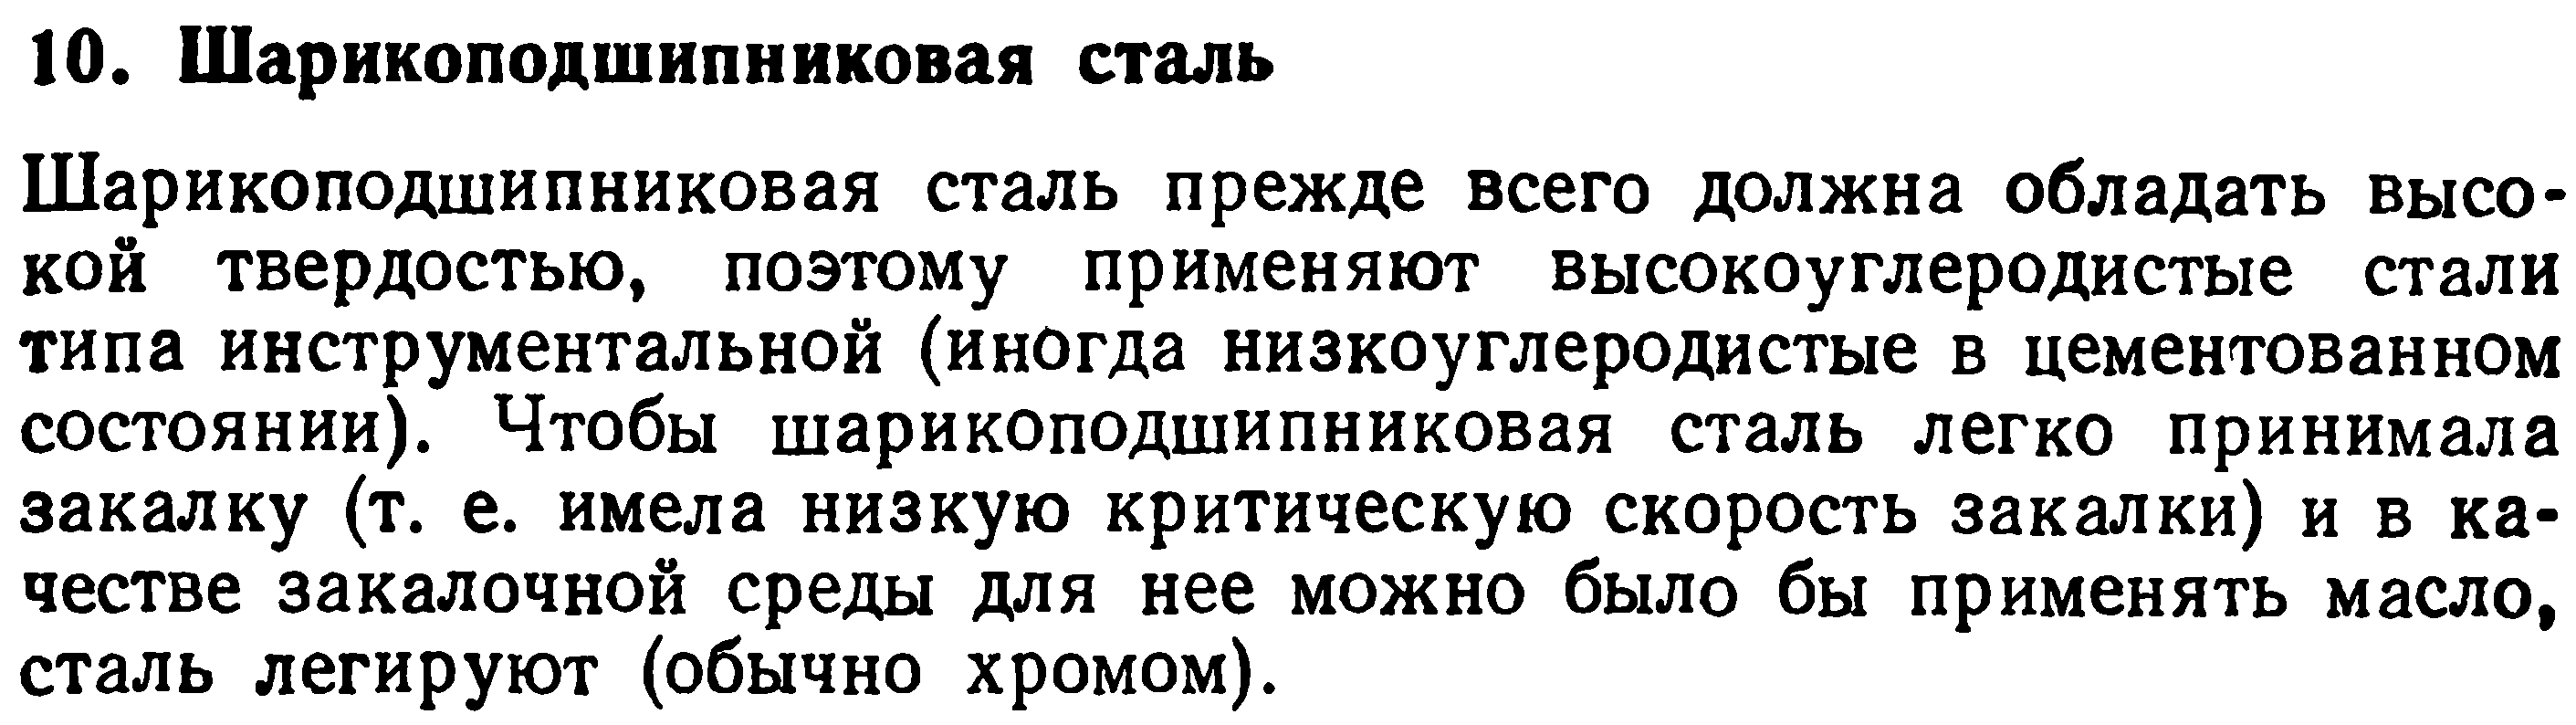 10. Шарикоподшипниковая сталь
Шарикоподшипниковая сталь прежде всего должна обладать высо-
кой твердостью, поэтому применяют высокоуглеродистые стали
типа инструментальной (иногда низкоуглеродистые в цементованном
состоянии). Чтобы шарикоподшипниковая сталь легко принимала
закалку (т. е. имела низкую критическую скорость закалки) и в ка-
честве закалочной среды для нее можно было бы применять масло,
сталь легируют (обычно хромом).